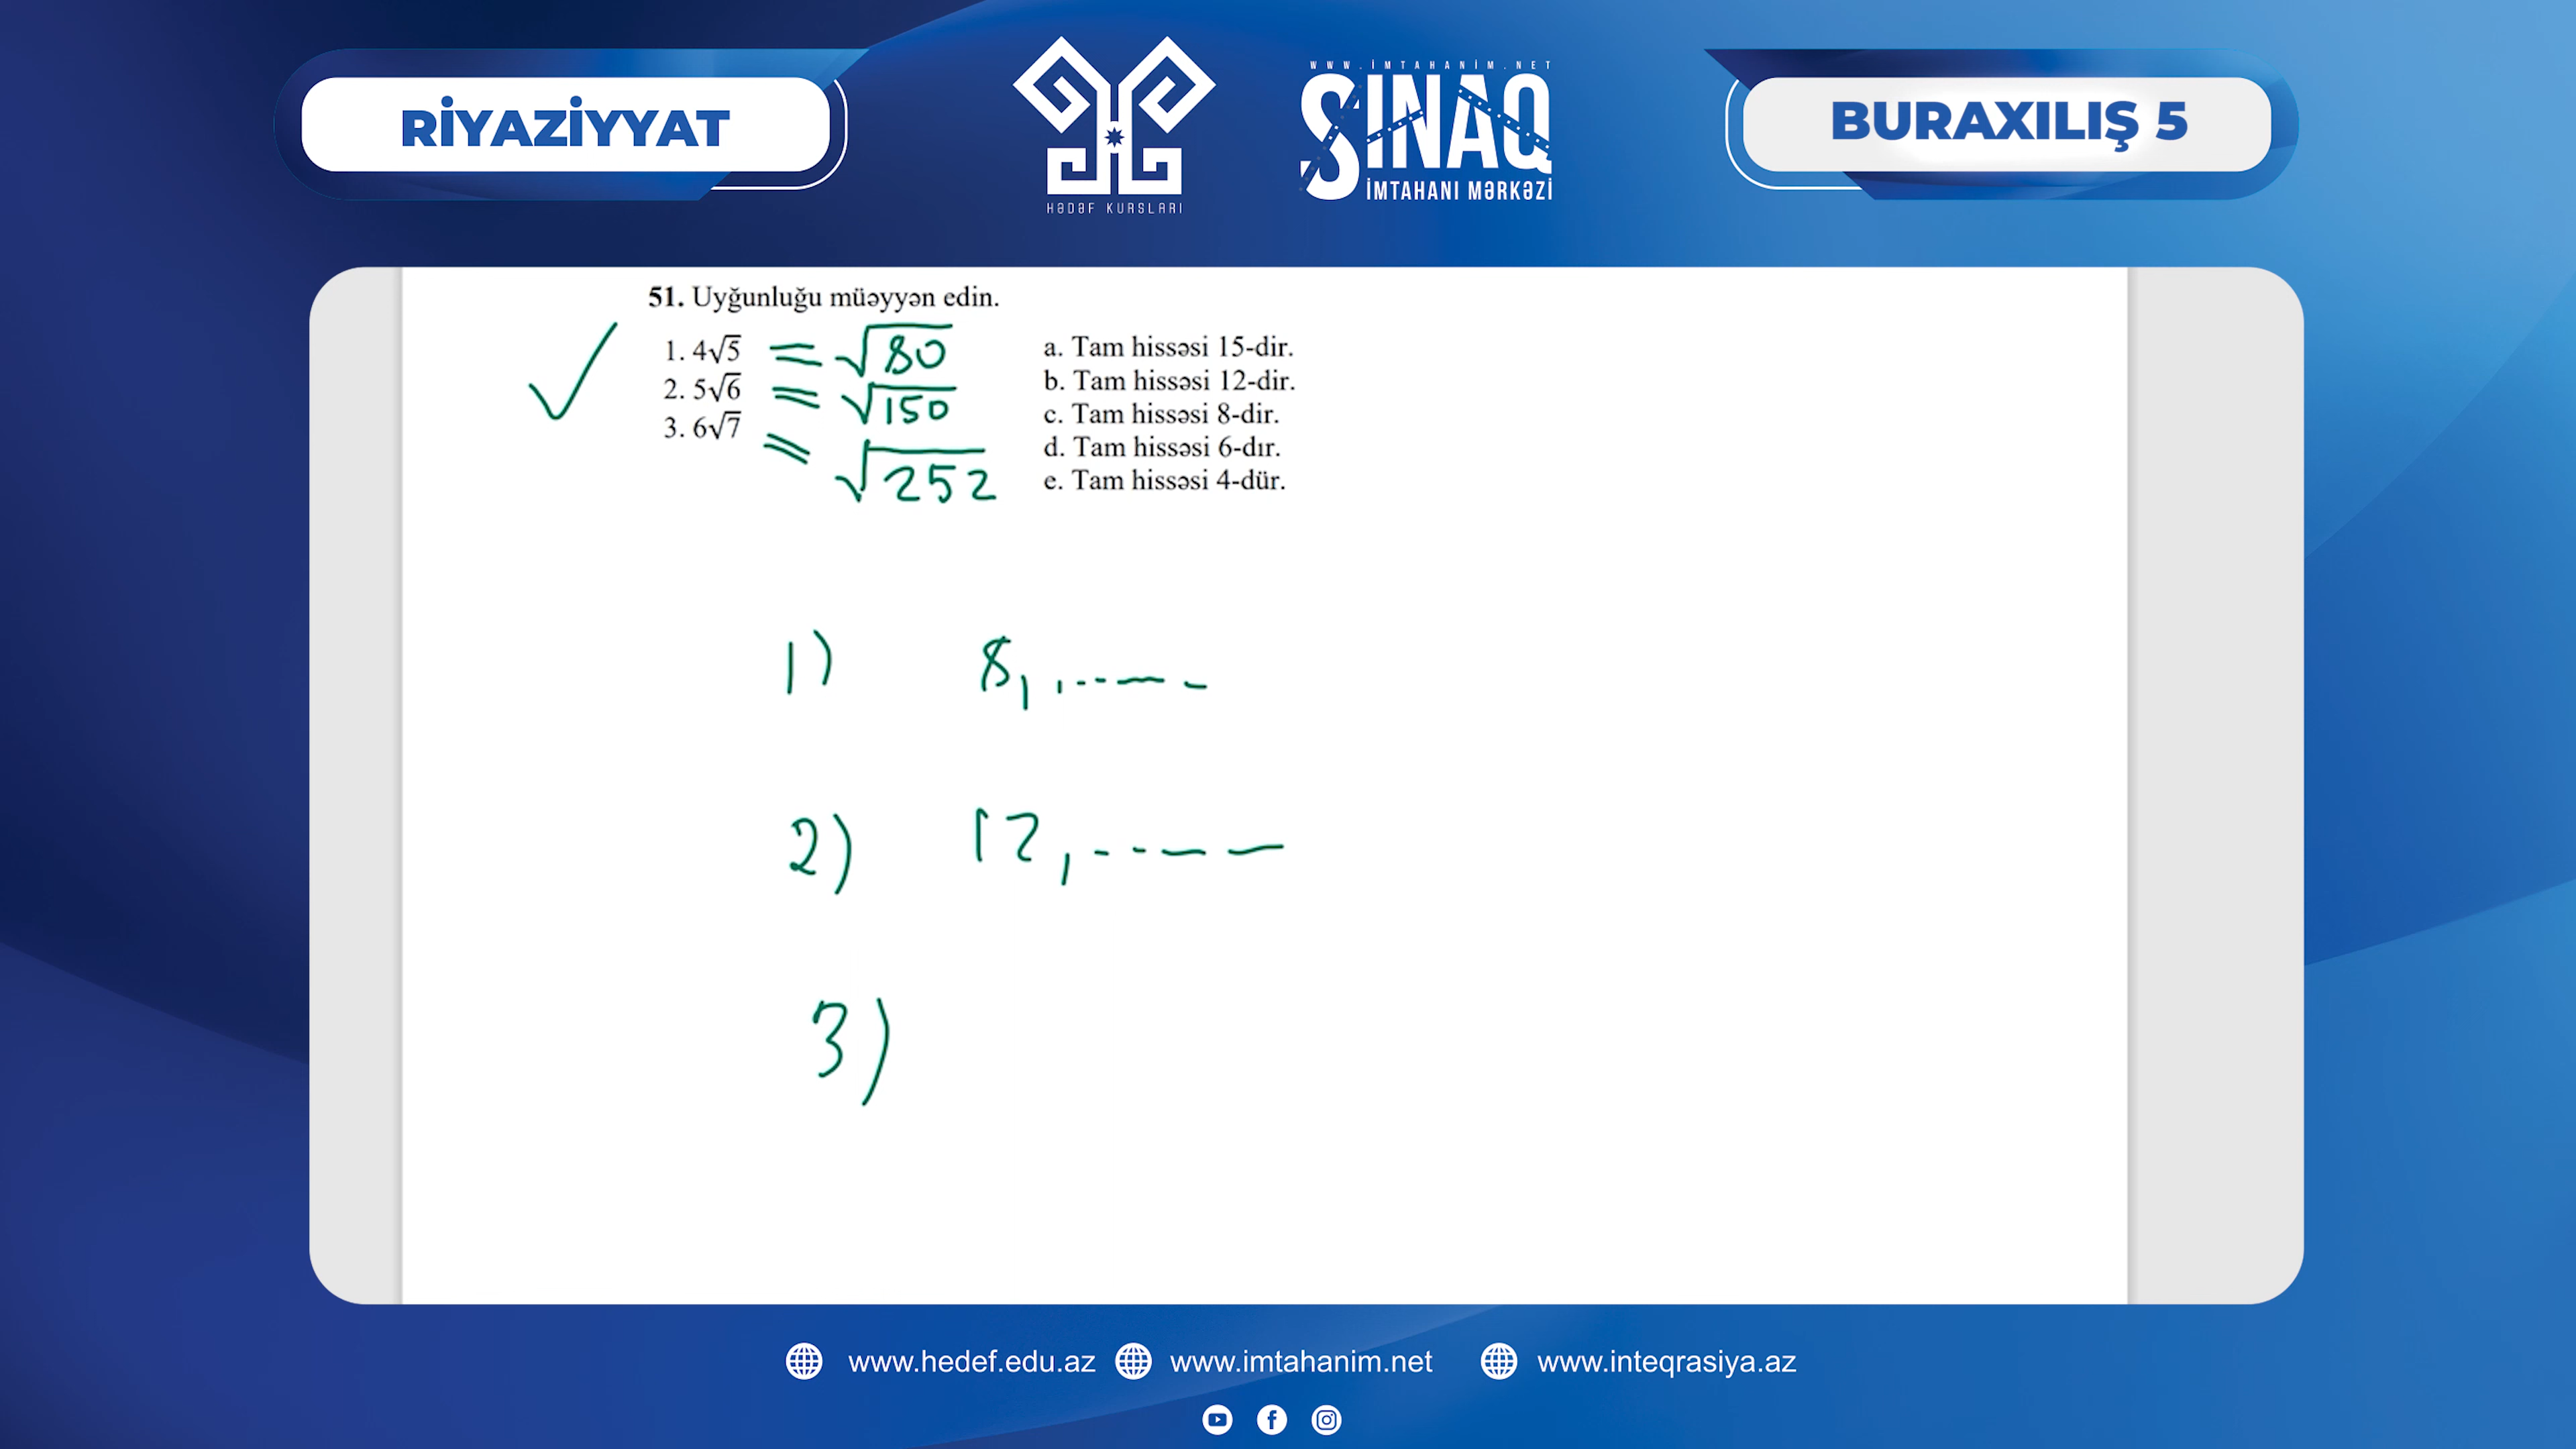 RİYAZİYYAT
HƏDƏF KURSLARI
WWW.İMTAHANİM.NET
SINAQ
İMTAHANI MƏRKƏZİ
BURAXILIŞ 5
51. Uyğunluğu müəyyən edin.
1. 4√5 = √80
2. 5√6 = √150
3. 6√7 = √252
a. Tam hissəsi 15-dir.
b. Tam hissəsi 12-dir.
c. Tam hissəsi 8-dir.
d. Tam hissəsi 6-dır.
e. Tam hissəsi 4-dür.
1) 8,.......
2) 12,.......
3)
www.hedef.edu.az www.imtahanim.net www.inteqrasiya.az